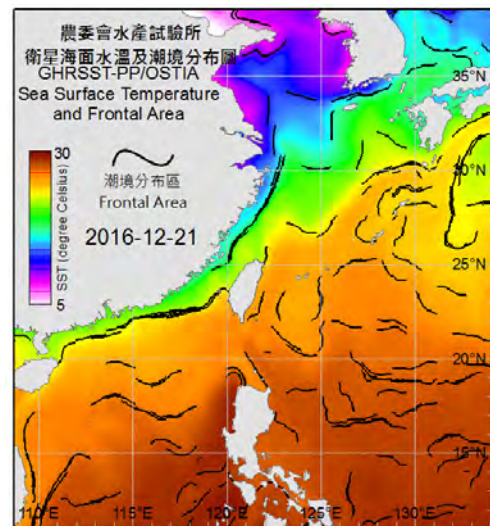 農委會水產試驗所
衛星海面水溫及潮境分布圖
GHRSST-PP/OSTIA
Sea Surface Temperature
and Frontal Area
30
SST (degree Celsius)
5
潮境分布區
Frontal Area
2016-12-21
35°N
30°N
25°N
20°N
15°N
110°E
115°E
120°E
125°E
130°E